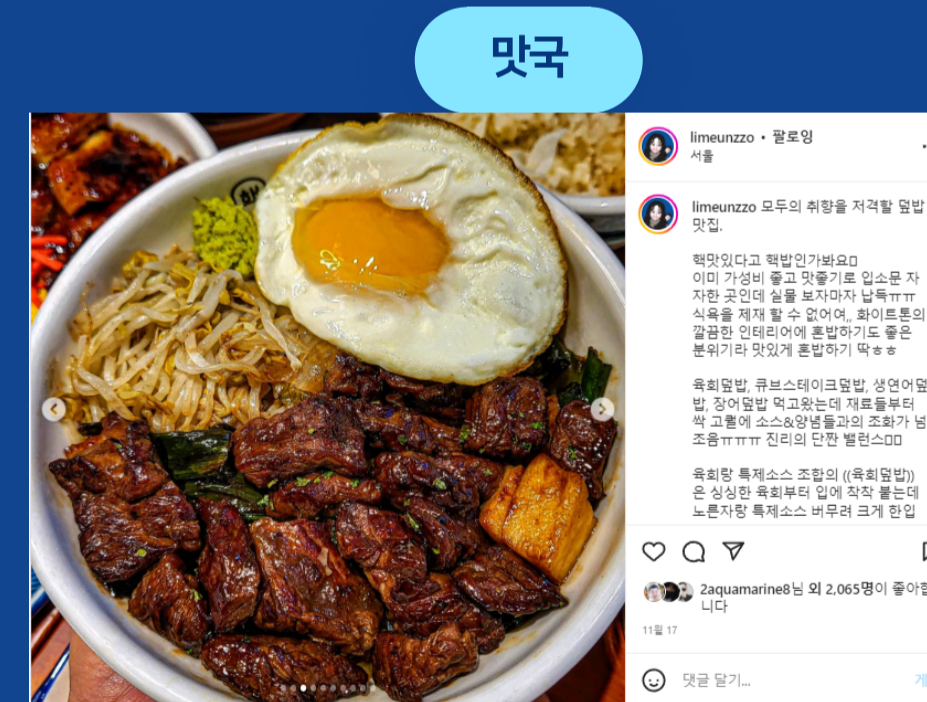 맛국
limeunzzo • 팔로잉
서울
limeunzzo 모두의 취향을 저격할 덮밥
맛집.
핵맛있다고 핵밥인가봐요▯
이미 가성비 좋고 맛좋기로 입소문 자
자한 곳인데 실물 보자마자 납득ㅠㅠ
식욕을 제재 할 수 없어여,, 화이트톤의
깔끔한 인테리어에 혼밥하기도 좋은
분위기라 맛있게 혼밥하기 딱ㅎㅎ
육회덮밥, 큐브스테이크덮밥, 생연어덮
밥, 장어덮밥 먹고왔는데 재료들부터
싹 고퀄에 소스&양념들과의 조화가 넘
조음ㅠㅠㅠ 진리의 단짠 밸런스▯▯
육회랑 특제소스 조합의 ((육회덮밥))
은 싱싱한 육회부터 입에 착착 붙는데
노른자랑 특제소스 버무려 크게 한입
2aquamarine8님 외 2,065명이 좋아합
니다
11월 17
댓글 달기...
게